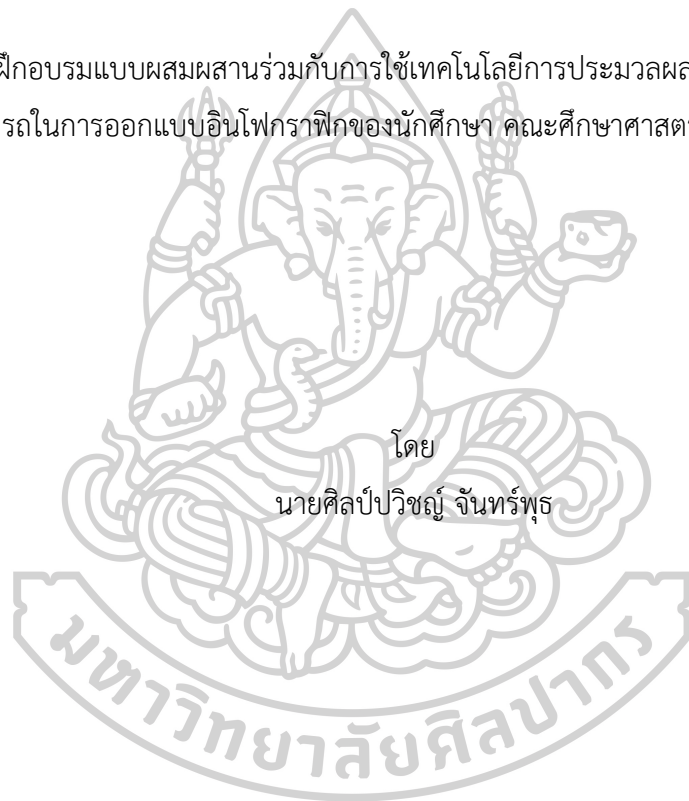 ฝึกอบรมแบบผสมผสานร่วมกับการใช้เทคโนโลยีการประมวลผล
รถในการออกแบบอินโฟกราฟิกของนักศึกษา คณะศึกษาศาสตร
โดย
นายศิลป์ปวิชญ์ จันทร์พุธ
มหาวิทยาลัยศิลปากร